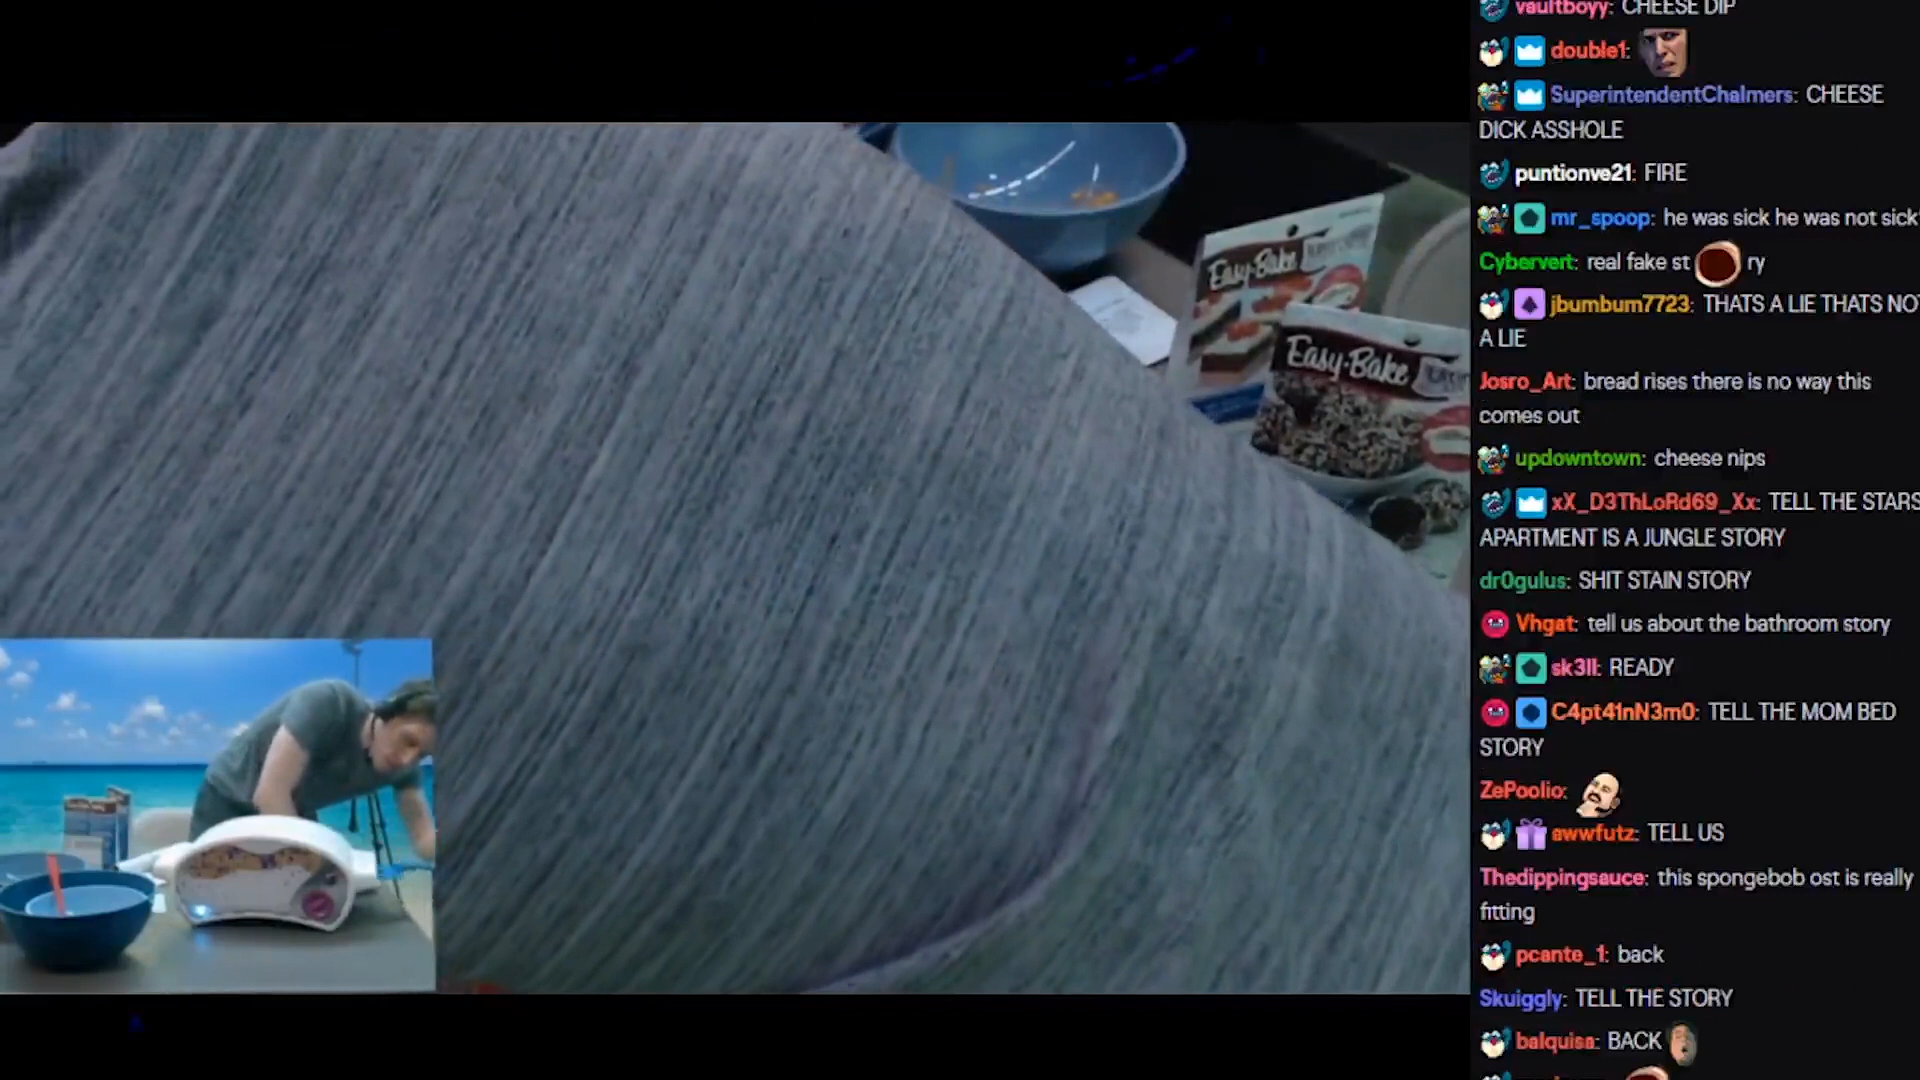 vaultboyy: CHEESE DIP
double1:
SuperintendentChalmers: CHEESE
DICK ASSHOLE
puntionve21: FIRE
mr_spoop: he was sick he was not sick
Cybervert: real fake st ry
jbumbum7723: THATS A LIE THATS NOT
A LIE
Josro_Art: bread rises there is no way this
comes out
updowntown: cheese nips
xX_D3ThLoRd69_Xx: TELL THE STARS
APARTMENT IS A JUNGLE STORY
dr0gulus: SHIT STAIN STORY
Vhgat: tell us about the bathroom story
sk3ll: READY
C4pt41nN3m0: TELL THE MOM BED
STORY
ZePoolio:
awwfutz: TELL US
Thedippingsauce: this spongebob ost is really
fitting
pcante_1: back
Skuiggly: TELL THE STORY
balquisa: BACK
Easy-Bake
Easy-Bake